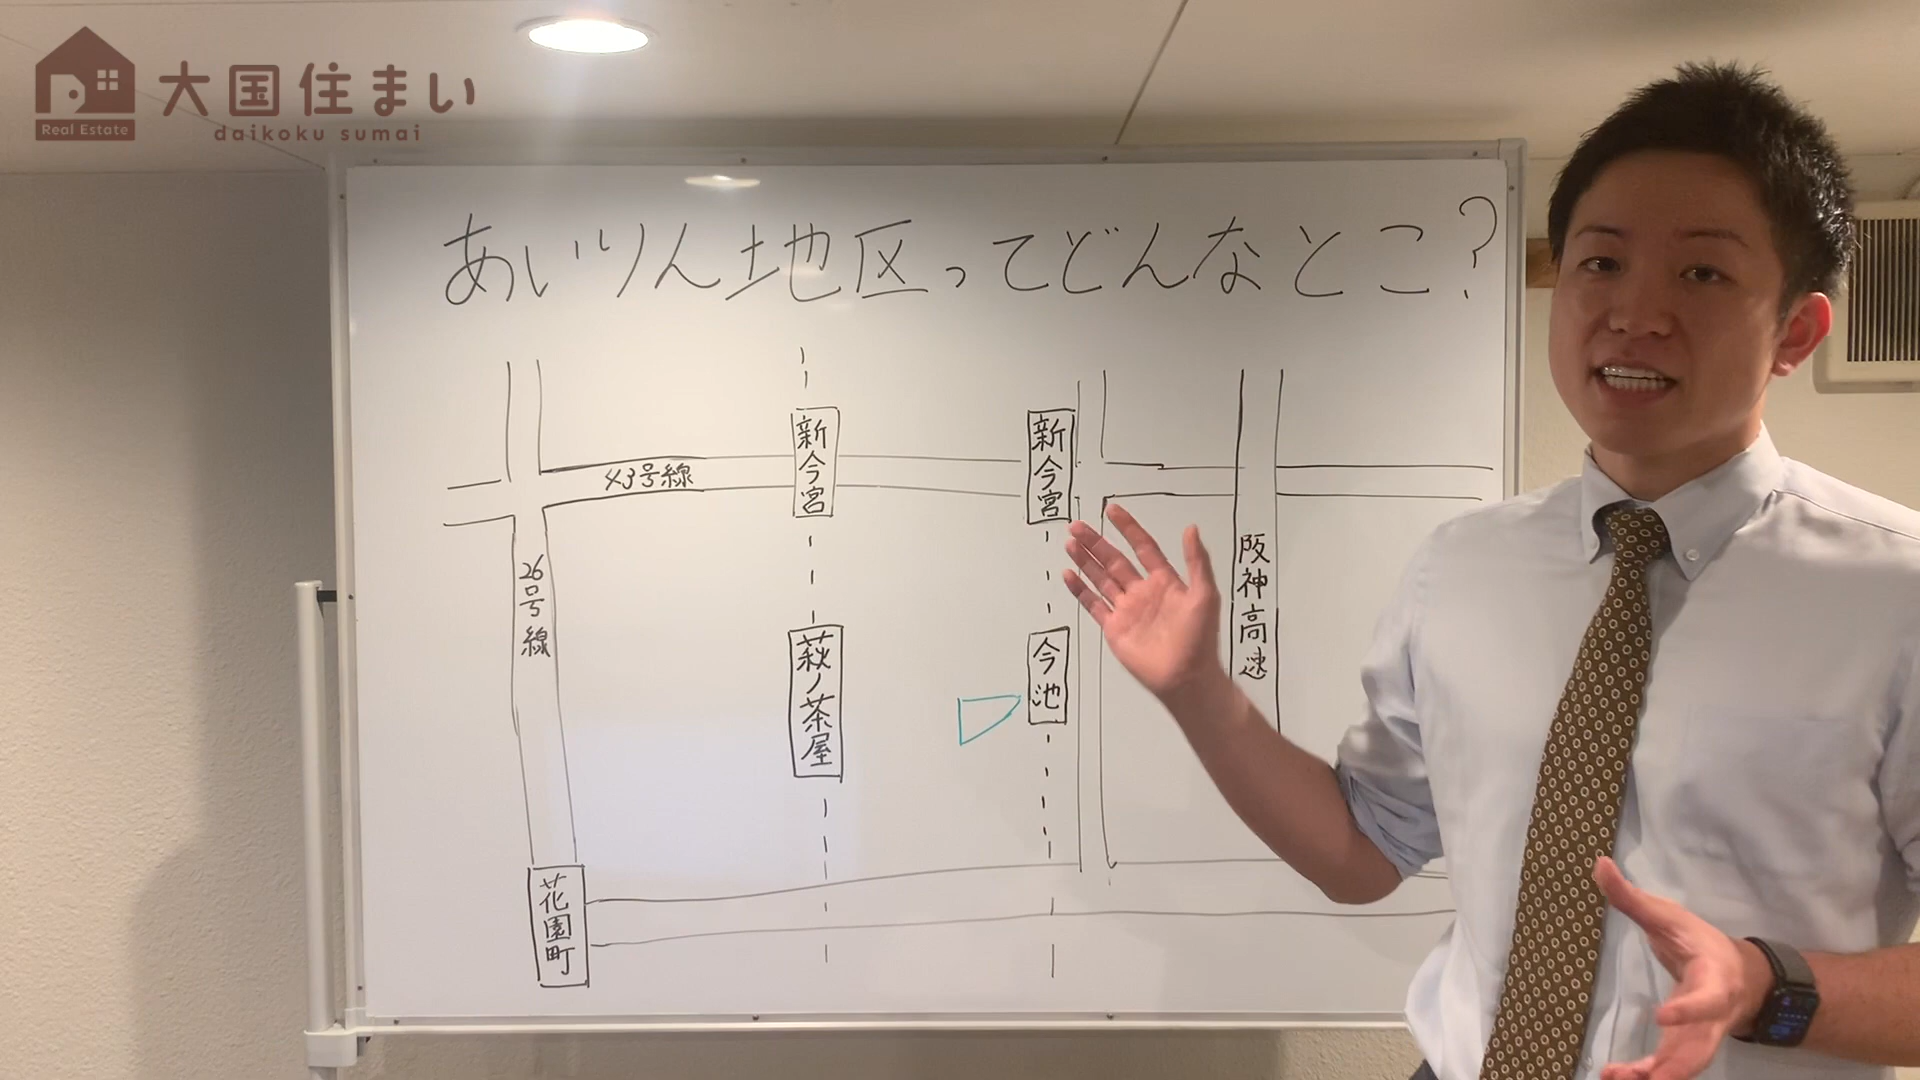 大国住まい
Real Estate
daikoku sumai
あいりん地区ってどんなとこ?
新今宮
新今宮
43号線
阪神高速
26号線
萩ノ茶屋
今池
花園町